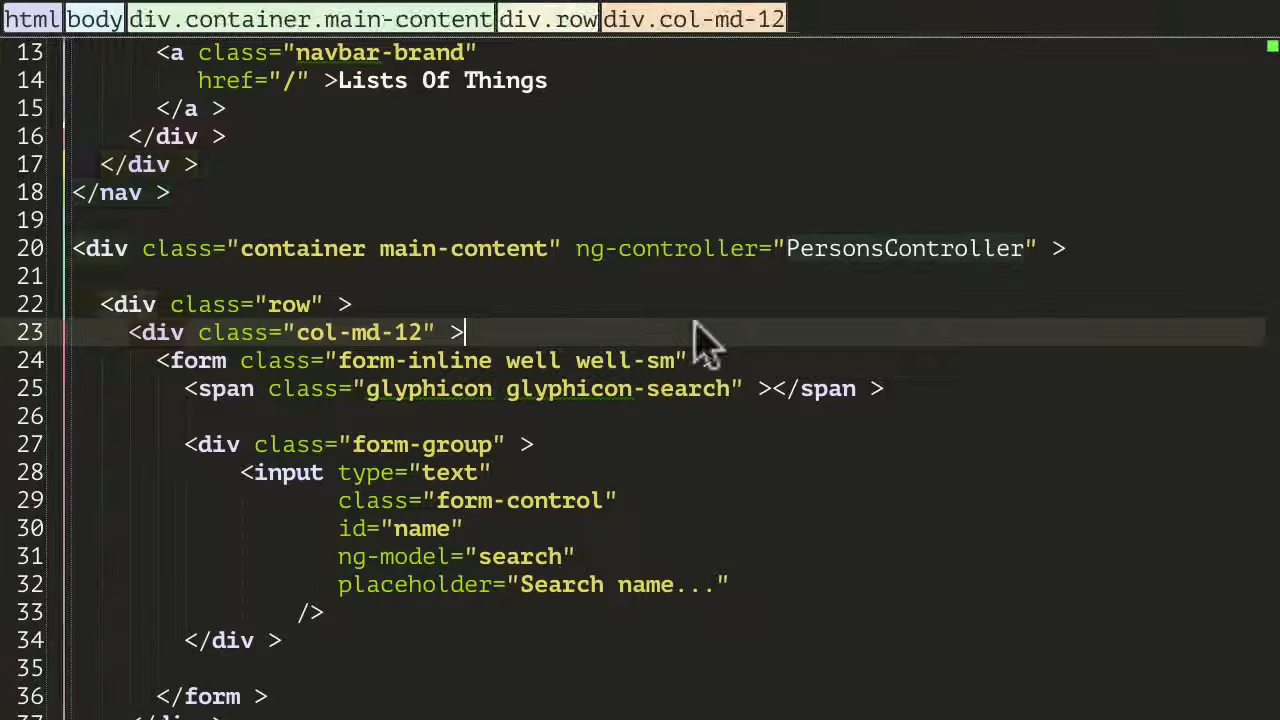 html body div.container.main-content div.row div.col-md-12
13 <a class="navbar-brand"
14 href="/" >Lists Of Things
15 </a >
16 </div >
17 </div >
18 </nav >
19
20 <div class="container main-content" ng-controller="PersonsController" >
21
22 <div class="row" >
23 <div class="col-md-12" >
24 <form class="form-inline well well-sm"
25 <span class="glyphicon glyphicon-search" ></span >
26
27 <div class="form-group" >
28 <input type="text"
29 class="form-control"
30 id="name"
31 ng-model="search"
32 placeholder="Search name..."
33 />
34 </div >
35
36 </form >